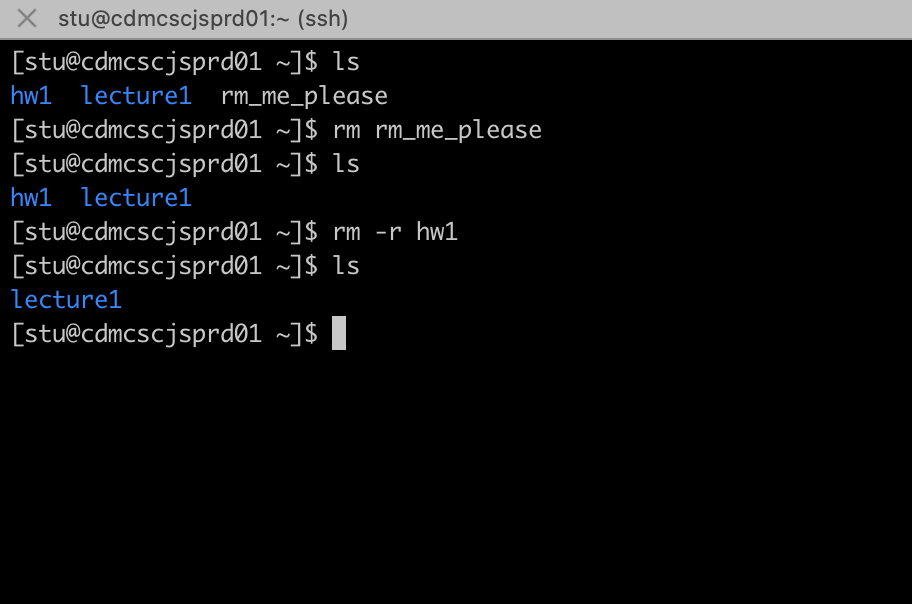 stu@cdmcscjsprd01:~ (ssh)
[stu@cdmcscjsprd01 ~]$ ls
hw1  lecture1  rm_me_please
[stu@cdmcscjsprd01 ~]$ rm rm_me_please
[stu@cdmcscjsprd01 ~]$ ls
hw1  lecture1
[stu@cdmcscjsprd01 ~]$ rm -r hw1
[stu@cdmcscjsprd01 ~]$ ls
lecture1
[stu@cdmcscjsprd01 ~]$